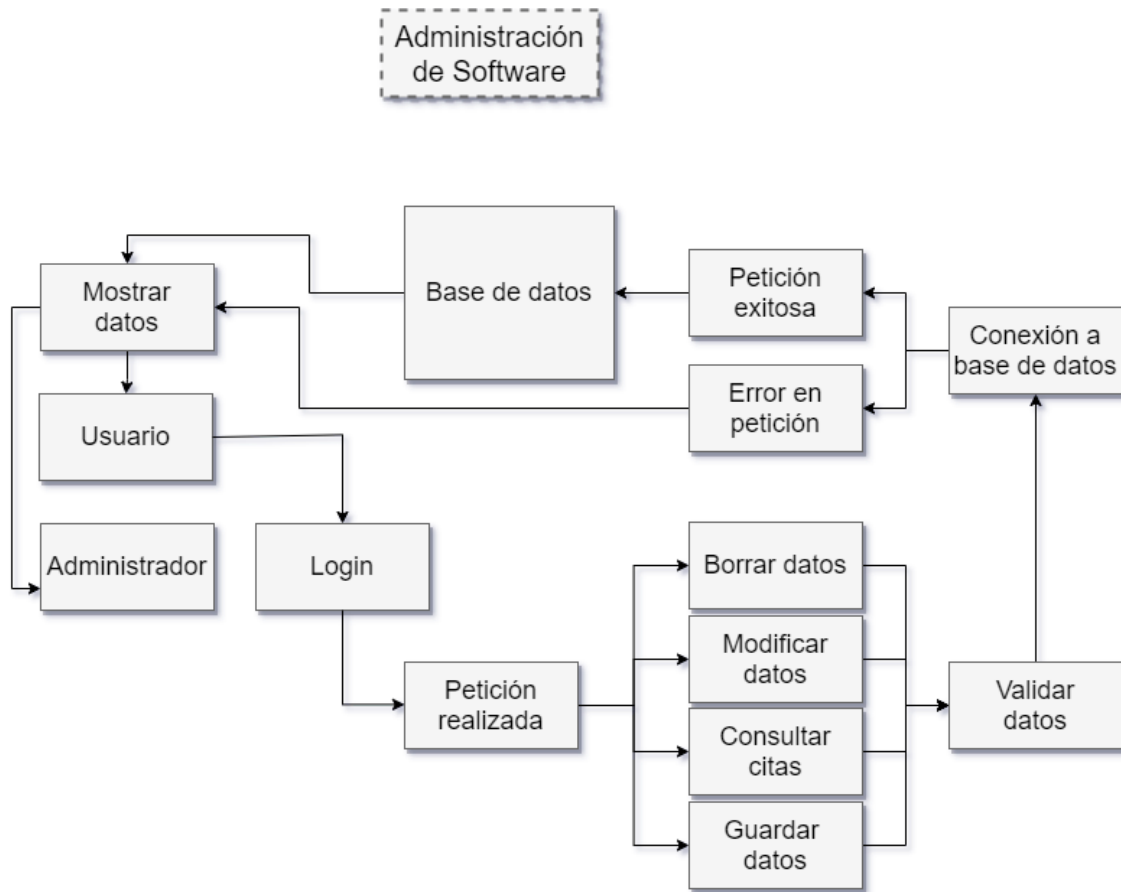 Administración
de Software
Base de datos
Mostrar
datos
Petición
exitosa
Conexión a
base de datos
Error en
petición
Usuario
Administrador
Login
Borrar datos
Modificar
datos
Petición
realizada
Validar
datos
Consultar
citas
Guardar
datos